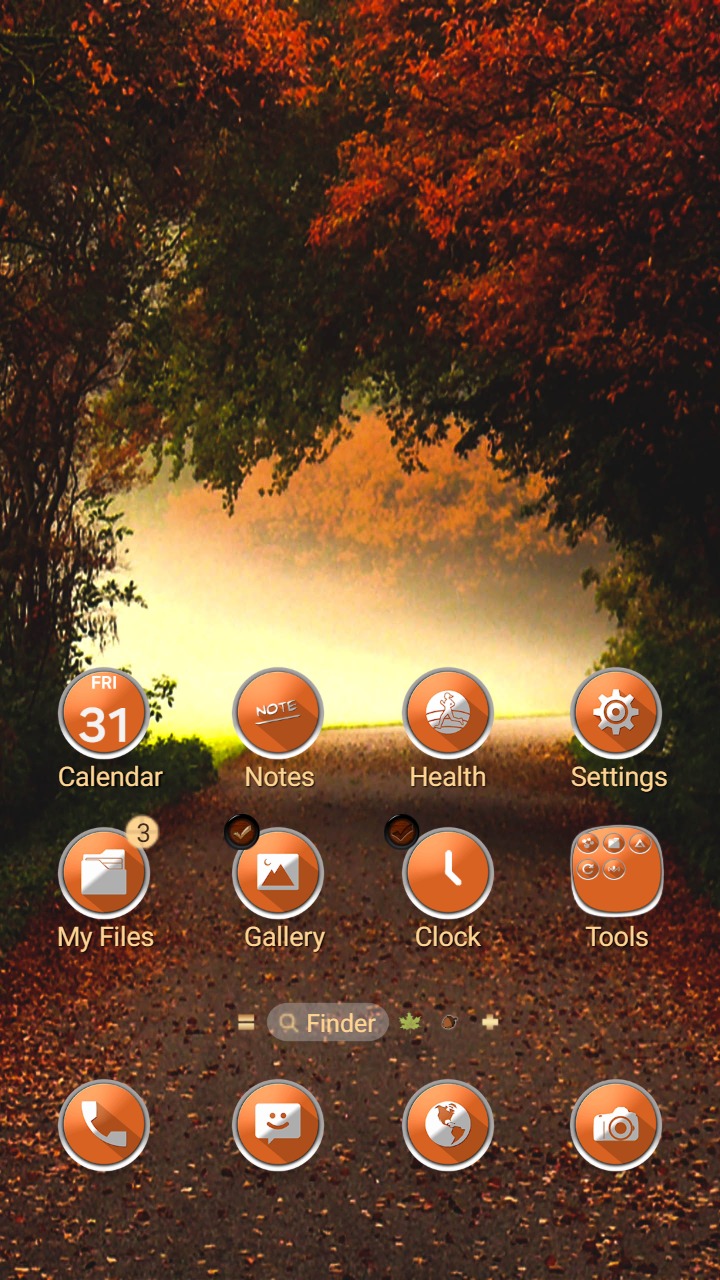 FRI
31
NOTE
Calendar
Notes
Health
Settings
3
My Files
Gallery
Clock
Tools
Finder